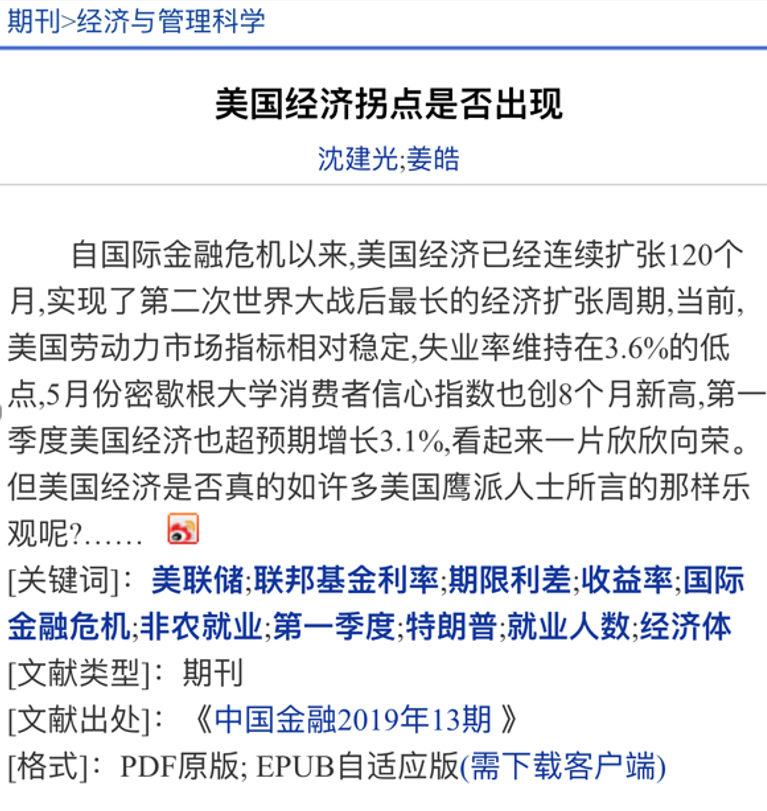 期刊>经济与管理科学
美国经济拐点是否出现
沈建光;姜皓
自国际金融危机以来,美国经济已经连续扩张120个
月,实现了第二次世界大战后最长的经济扩张周期,当前,
美国劳动力市场指标相对稳定,失业率维持在3.6%的低
点,5月份密歇根大学消费者信心指数也创8个月新高,第一
季度美国经济也超预期增长3.1%,看起来一片欣欣向荣。
但美国经济是否真的如许多美国鹰派人士所言的那样乐
观呢?……
[关键词]：美联储;联邦基金利率;期限利差;收益率;国际
金融危机;非农就业;第一季度;特朗普;就业人数;经济体
[文献类型]：期刊
[文献出处]：《中国金融2019年13期 》
[格式]：PDF原版; EPUB自适应版(需下载客户端)